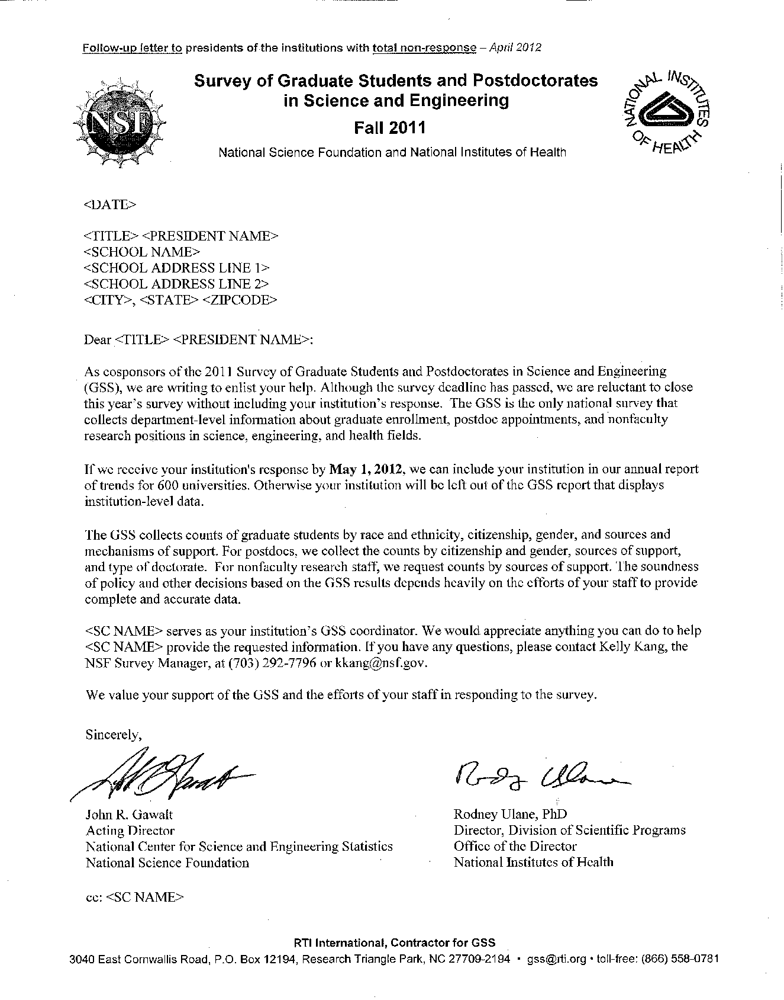 Follow-up letter to presidents of the institutions with total non-response – April 2012
Survey of Graduate Students and Postdoctorates
in Science and Engineering
Fall 2011
National Science Foundation and National Institutes of Health
NSF
NATIONAL INSTITUTES OF HEALTH
<DATE>
<TITLE> <PRESIDENT NAME>
<SCHOOL NAME>
<SCHOOL ADDRESS LINE 1>
<SCHOOL ADDRESS LINE 2>
<CITY>, <STATE> <ZIPCODE>
Dear <TITLE> <PRESIDENT NAME>:
As cosponsors of the 2011 Survey of Graduate Students and Postdoctorates in Science and Engineering
(GSS), we are writing to enlist your help. Although the survey deadline has passed, we are reluctant to close
this year's survey without including your institution's response. The GSS is the only national survey that
collects department-level information about graduate enrollment, postdoc appointments, and nonfaculty
research positions in science, engineering, and health fields.
If we receive your institution's response by May 1, 2012, we can include your institution in our annual report
of trends for 600 universities. Otherwise your institution will be left out of the GSS report that displays
institution-level data.
The GSS collects counts of graduate students by race and ethnicity, citizenship, gender, and sources and
mechanisms of support. For postdocs, we collect the counts by citizenship and gender, sources of support,
and type of doctorate. For nonfaculty research staff, we request counts by sources of support. The soundness
of policy and other decisions based on the GSS results depends heavily on the efforts of your staff to provide
complete and accurate data.
<SC NAME> serves as your institution's GSS coordinator. We would appreciate anything you can do to help
<SC NAME> provide the requested information. If you have any questions, please contact Kelly Kang, the
NSF Survey Manager, at (703) 292-7796 or kkang@nsf.gov.
We value your support of the GSS and the efforts of your staff in responding to the survey.
Sincerely,
Rodney Ulane
John R. Gawalt
Acting Director
National Center for Science and Engineering Statistics
National Science Foundation
Rodney Ulane, PhD
Director, Division of Scientific Programs
Office of the Director
National Institutes of Health
cc: <SC NAME>
RTI International, Contractor for GSS
3040 East Cornwallis Road, P.O. Box 12194, Research Triangle Park, NC 27709-2194 • gss@rti.org • toll-free: (866) 558-0781